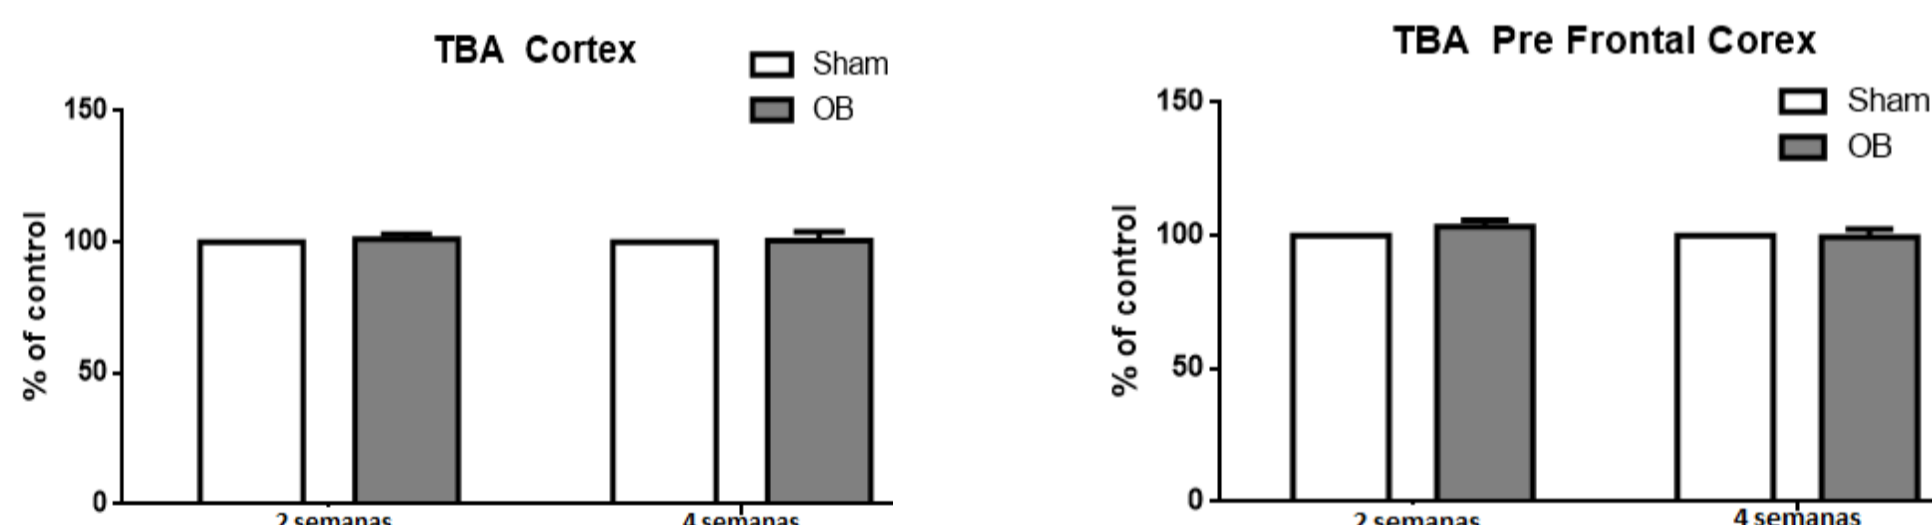 TBA Cortex
Sham
OB
150
100
50
0
% of control
2 semanas
4 semanas
TBA Pre Frontal Corex
Sham
OB
150
100
50
0
% of control
2 semanas
4 semanas